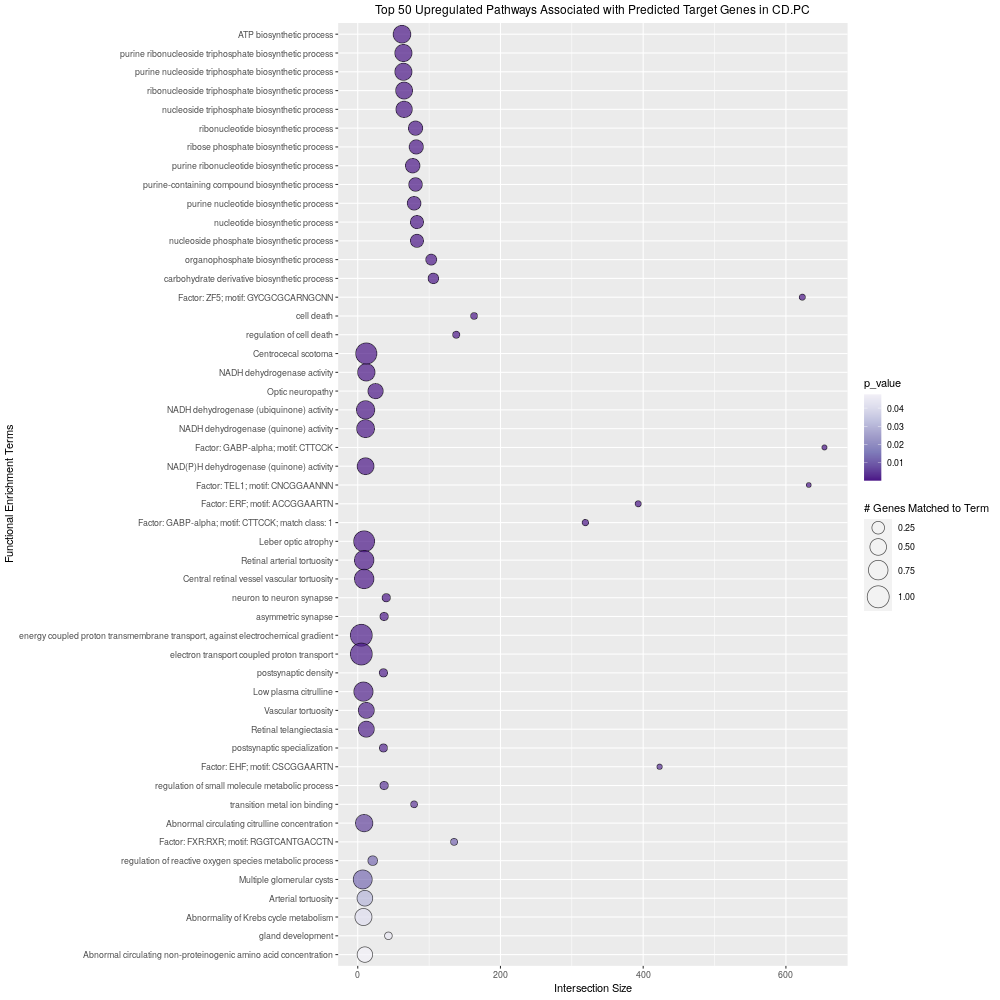 Top 50 Upregulated Pathways Associated with Predicted Target Genes in CD.PC
Functional Enrichment Terms
ATP biosynthetic process
purine ribonucleoside triphosphate biosynthetic process
purine nucleoside triphosphate biosynthetic process
ribonucleoside triphosphate biosynthetic process
nucleoside triphosphate biosynthetic process
ribonucleotide biosynthetic process
ribose phosphate biosynthetic process
purine ribonucleotide biosynthetic process
purine-containing compound biosynthetic process
purine nucleotide biosynthetic process
nucleotide biosynthetic process
nucleoside phosphate biosynthetic process
organophosphate biosynthetic process
carbohydrate derivative biosynthetic process
Factor: ZF5; motif: GYCGCGCARNGCNN
cell death
regulation of cell death
Centrocecal scotoma
NADH dehydrogenase activity
Optic neuropathy
NADH dehydrogenase (ubiquinone) activity
NADH dehydrogenase (quinone) activity
Factor: GABP-alpha; motif: CTTCCK
NAD(P)H dehydrogenase (quinone) activity
Factor: TEL1; motif: CNCGGAANNN
Factor: ERF; motif: ACCGGAARTN
Factor: GABP-alpha; motif: CTTCCK; match class: 1
Leber optic atrophy
Retinal arterial tortuosity
Central retinal vessel vascular tortuosity
neuron to neuron synapse
asymmetric synapse
energy coupled proton transmembrane transport, against electrochemical gradient
electron transport coupled proton transport
postsynaptic density
Low plasma citrulline
Vascular tortuosity
Retinal telangiectasia
postsynaptic specialization
Factor: EHF; motif: CSCGGAARTN
regulation of small molecule metabolic process
transition metal ion binding
Abnormal circulating citrulline concentration
Factor: FXR:RXR; motif: RGGTCANTGACCTN
regulation of reactive oxygen species metabolic process
Multiple glomerular cysts
Arterial tortuosity
Abnormality of Krebs cycle metabolism
gland development
Abnormal circulating non-proteinogenic amino acid concentration
0 200 400 600
Intersection Size
p_value
0.04
0.03
0.02
0.01
# Genes Matched to Term
0.25
0.50
0.75
1.00